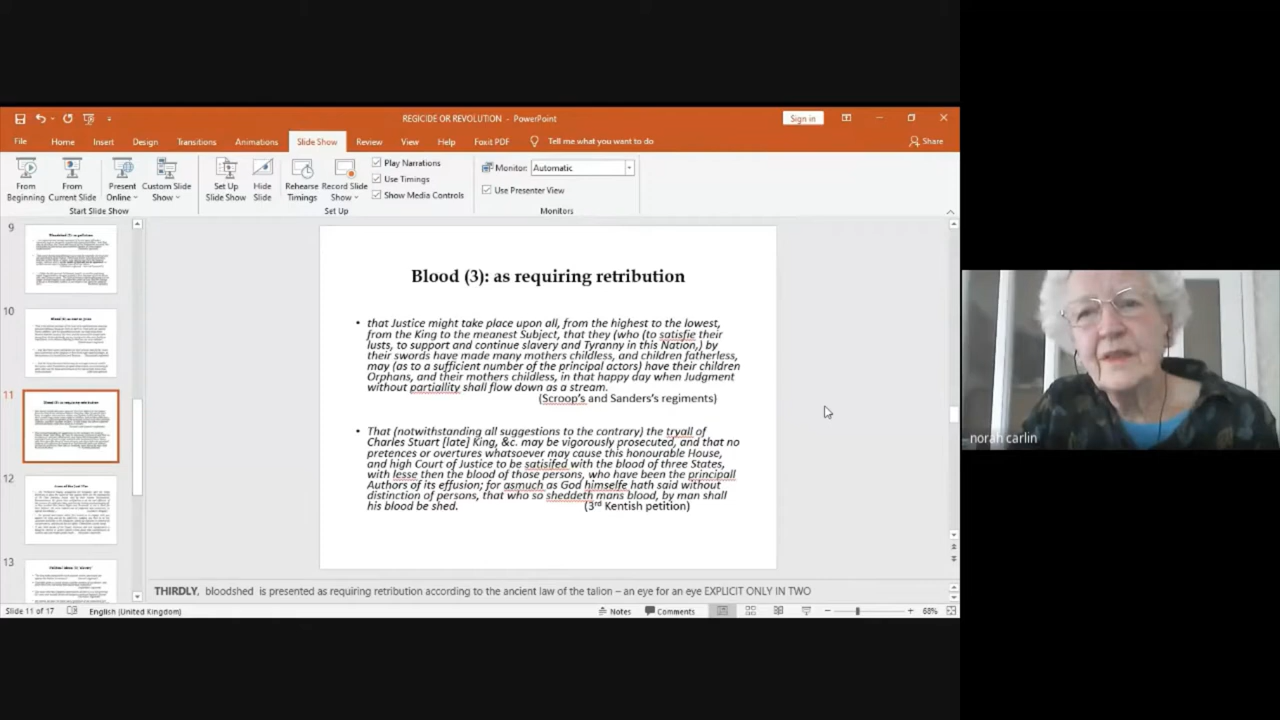 REGICIDE OR REVOLUTION - PowerPoint
Sign in
File Home Insert Design Transitions Animations Slide Show Review View Help Foxit PDF Tell me what you want to do Share
From Beginning
From Current Slide
Present Online
Custom Slide Show
Start Slide Show
Set Up Slide Show
Hide Slide
Rehearse Timings
Record Slide Show
Play Narrations
Use Timings
Show Media Controls
Set Up
Monitor: Automatic
Use Presenter View
Monitors
9
10
11
12
13
Blood (3): as requiring retribution
• that Justice might take place upon all, from the highest to the lowest,
from the King to the meanest Subject, that they (who (to satisfie their
lusts, to support and continue slavery and Tyranny in this Nation,) by
their swords have made many mothers childless, and children fatherless,
may (as to a sufficient number of the principal actors) have their children
Orphans, and their mothers childless, in that happy day when Judgment
without partiallity shall flow down as a stream.
(Scroop's and Sanders's regiments)
• That (notwithstanding all suggestions to the contrary) the tryall of
Charles Stuart [late] King, &c. may be vigorously prosecuted, and that no
pretences or overtures whatsoever may cause this honourable House,
and high Court of Justice to be satisifed with the blood of three States,
with lesse then the blood of those persons, who have been the principall
Authors of its effusion; for asmuch as God himselfe hath said without
distinction of persons, that who so sheddeth mans blood, by man shall
his blood be shed. (3rd Kentish petition)
THIRDLY, bloodshed is presented as requiring retribution according to the ancient law of the talion – an eye for an eye EXPLICIT ONLY IN TWO
Slide 11 of 17 English (United Kingdom) Notes Comments 68%
norah carlin